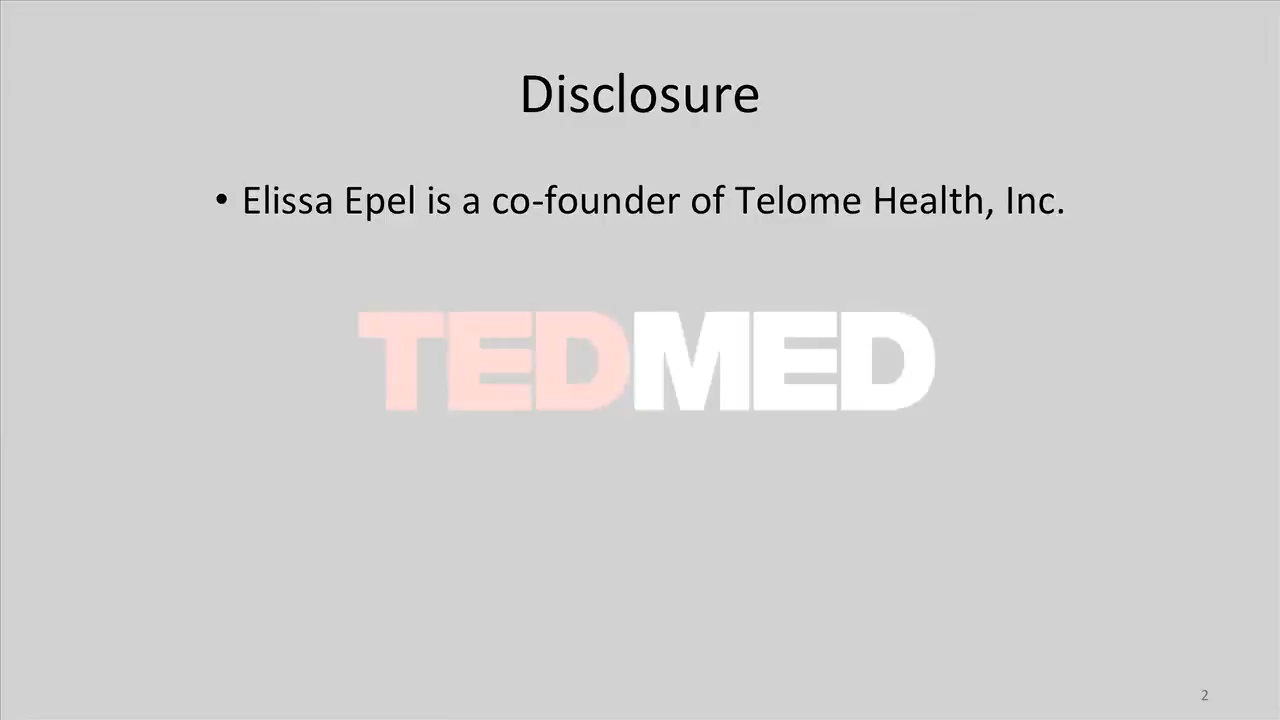 Disclosure
• Elissa Epel is a co-founder of Telome Health, Inc.
TEDMED
2